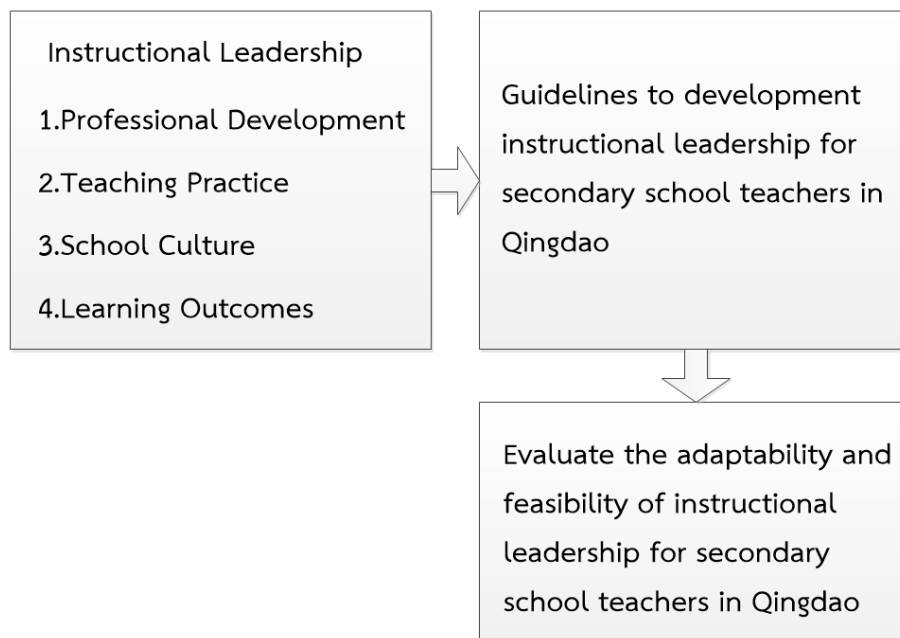 Instructional Leadership
1.Professional Development
2.Teaching Practice
3.School Culture
4.Learning Outcomes
Guidelines to development
instructional leadership for
secondary school teachers in
Qingdao
Evaluate the adaptability and
feasibility of instructional
leadership for secondary
school teachers in Qingdao